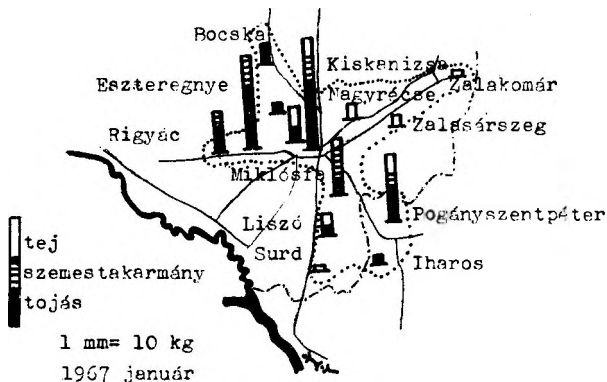 Bocska
Kiskanizsa
Eszteregnye
Nagyrécse
Zalakomár
Rigyác
Zalasárszeg
Miklósfa
Liszó
Pogányszentpéter
Surd
Iharos
tej
szemestakarmány
tojás
1 mm= 10 kg
1967 január